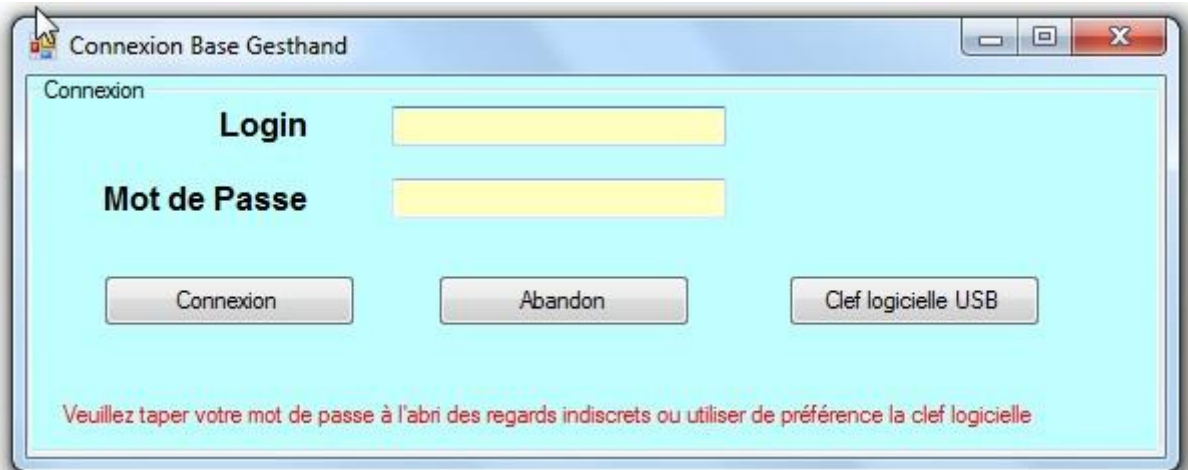 Connexion Base Gesthand
Connexion
Login
Mot de Passe
Connexion
Abandon
Clef logicielle USB
Veuillez taper votre mot de passe à l'abri des regards indiscrets ou utiliser de préférence la clef logicielle